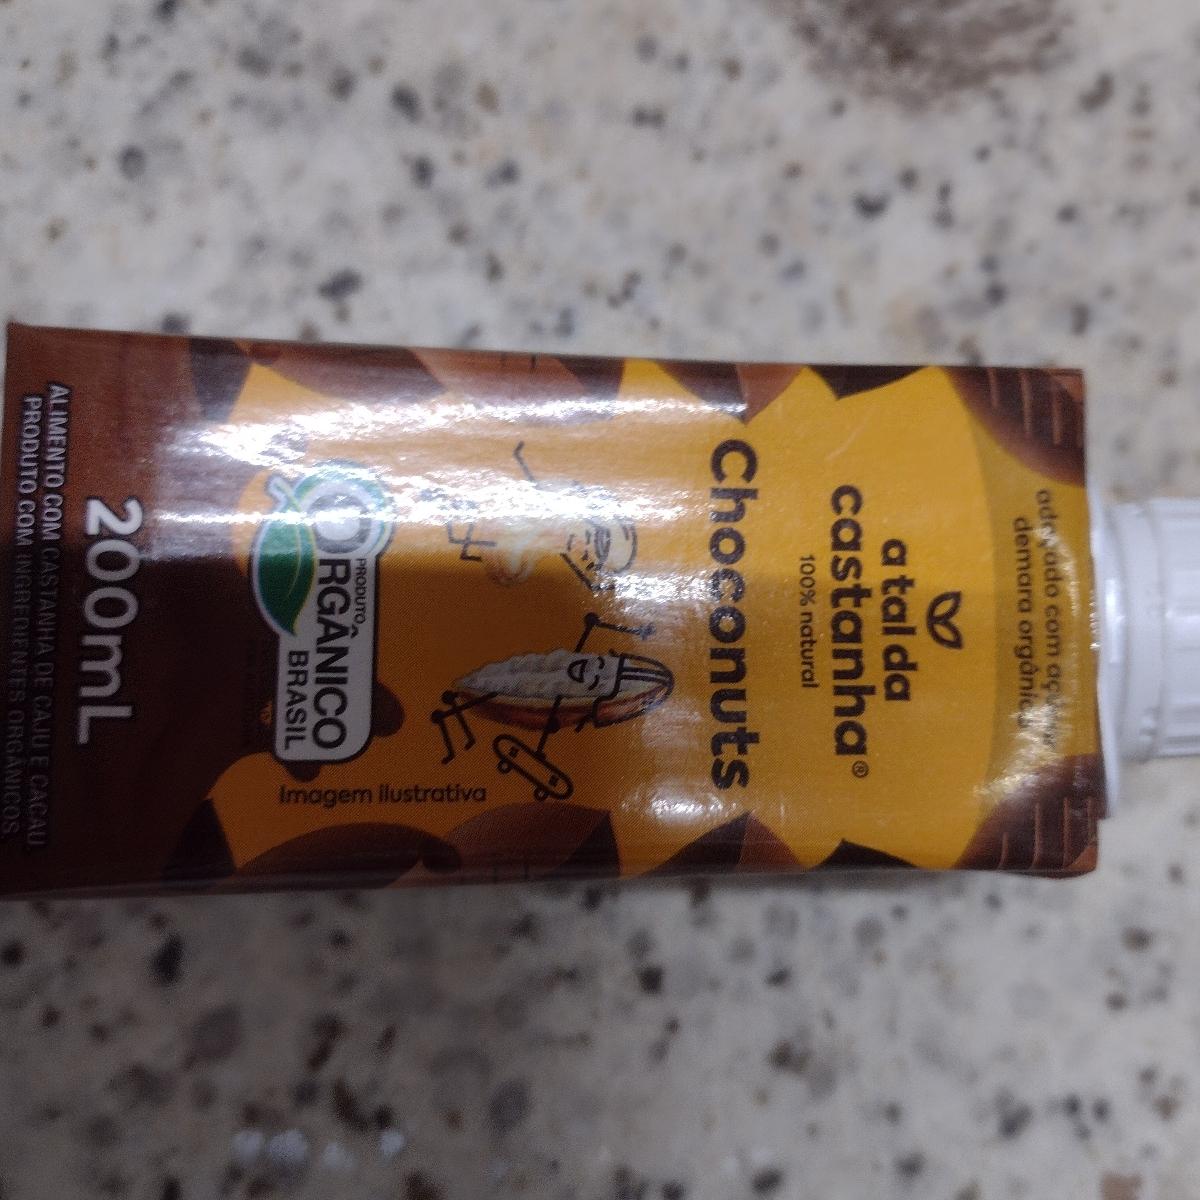 adoçado com açúcar
demara orgânico
a tal da
castanha®
100% natural
Choconuts
Imagem ilustrativa
PRODUTO
ORGÂNICO
BRASIL
200mL
ALIMENTO COM CASTANHA DE CAJU E CACAU
PRODUTO COM INGREDIENTES ORGÂNICOS